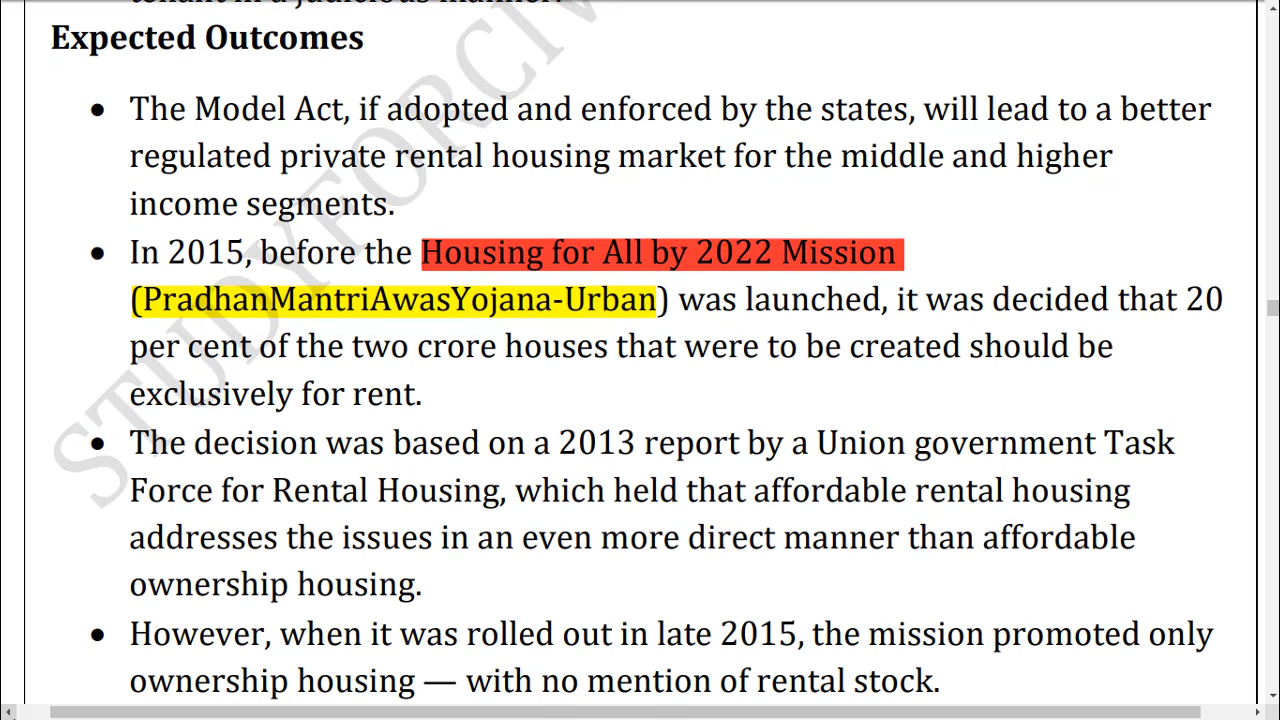 tenant in a judicious manner.
Expected Outcomes
• The Model Act, if adopted and enforced by the states, will lead to a better
regulated private rental housing market for the middle and higher
income segments.
• In 2015, before the Housing for All by 2022 Mission
(PradhanMantriAwasYojana-Urban) was launched, it was decided that 20
per cent of the two crore houses that were to be created should be
exclusively for rent.
• The decision was based on a 2013 report by a Union government Task
Force for Rental Housing, which held that affordable rental housing
addresses the issues in an even more direct manner than affordable
ownership housing.
• However, when it was rolled out in late 2015, the mission promoted only
ownership housing — with no mention of rental stock.
STUDYFORCIV